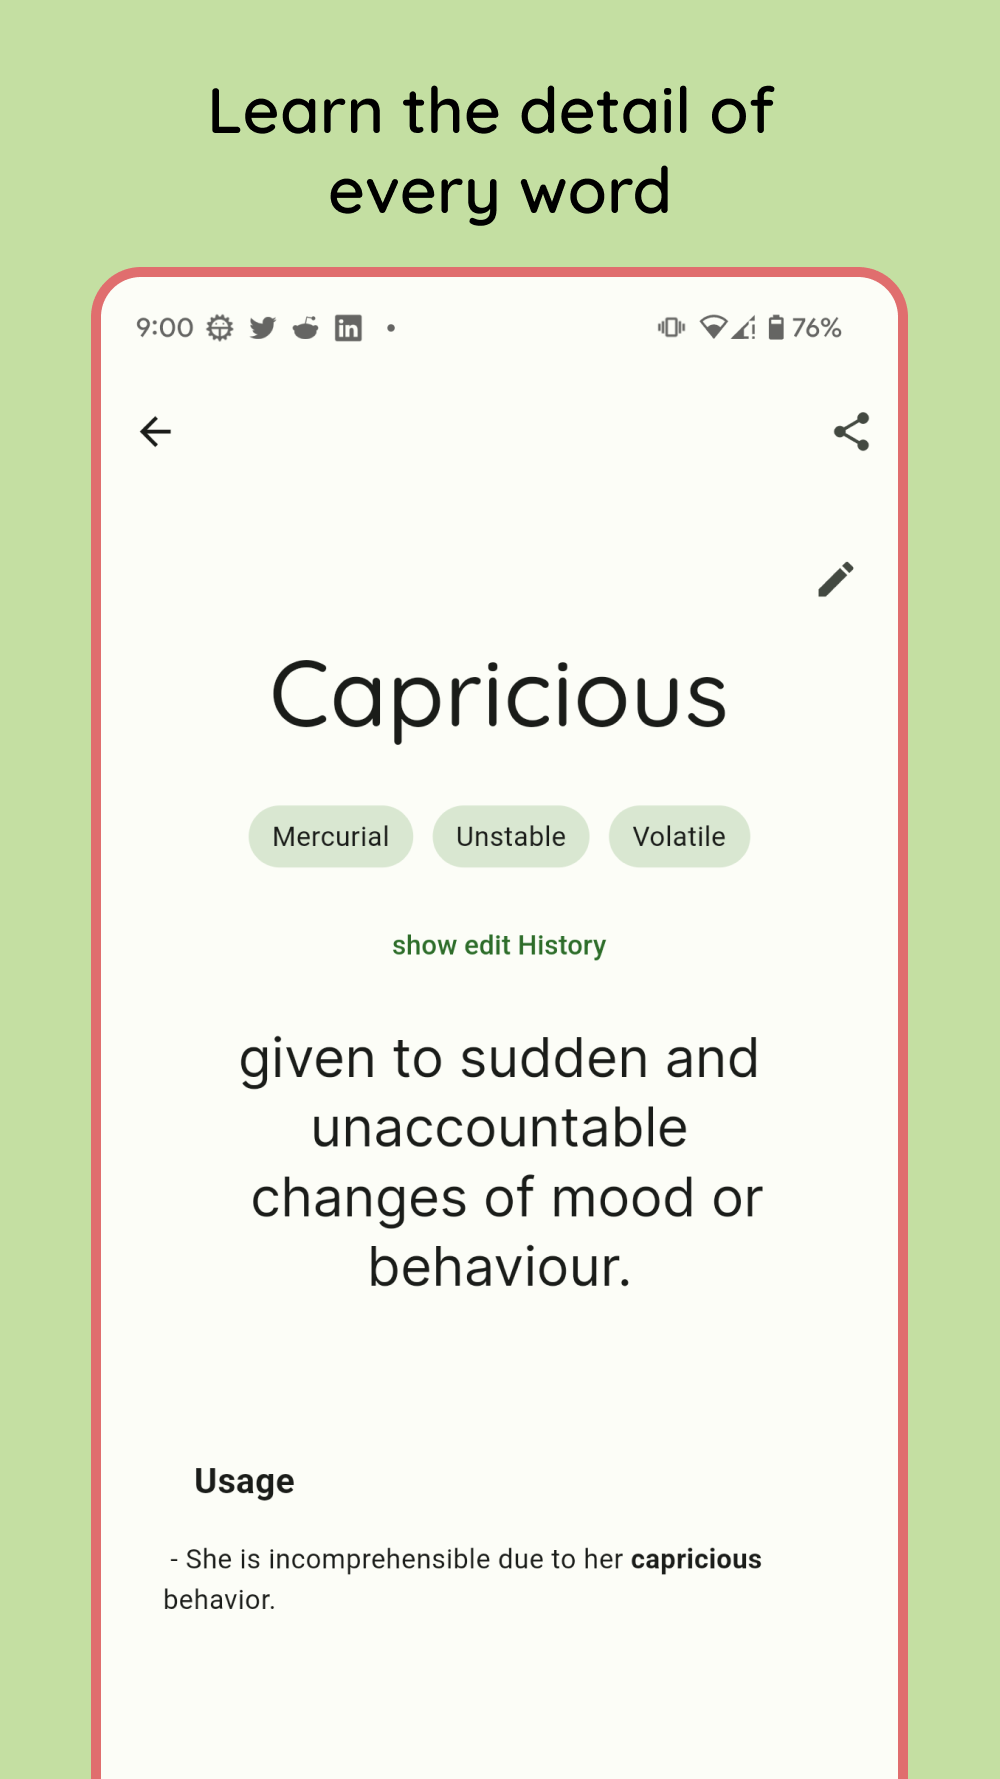 Learn the detail of
every word
9:00
76%
Capricious
Mercurial Unstable Volatile
show edit History
given to sudden and
unaccountable
changes of mood or
behaviour.
Usage
- She is incomprehensible due to her capricious
behavior.